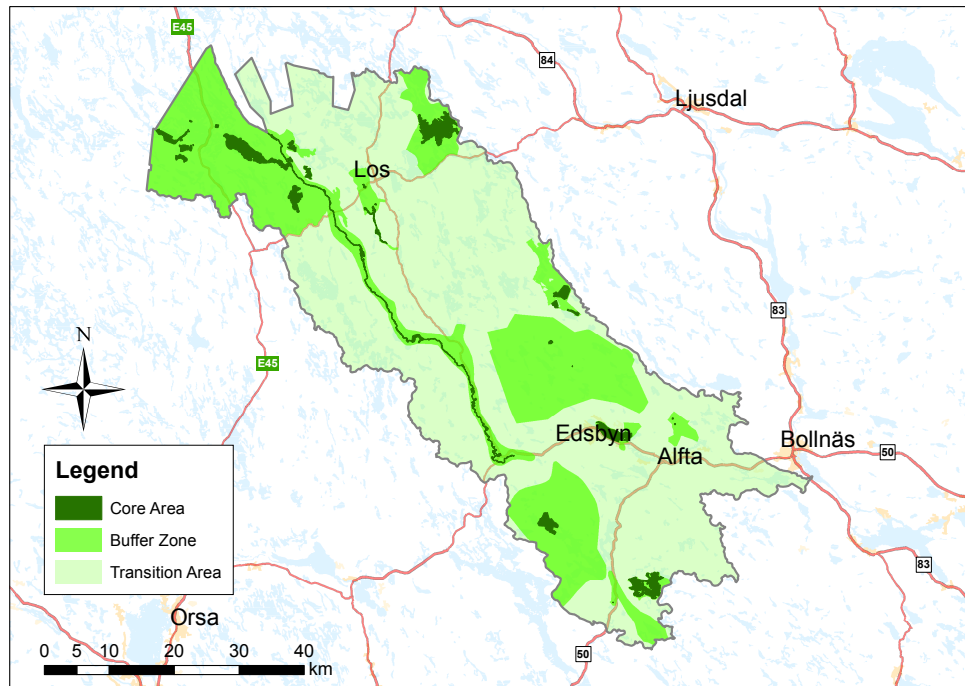 E45
84
Ljusdal
Los
83
N
E45
Edsbyn
Bollnäs
50
Alfta
Legend
Core Area
Buffer Zone
Transition Area
83
Orsa
50
0 5 10 20 30 40
km